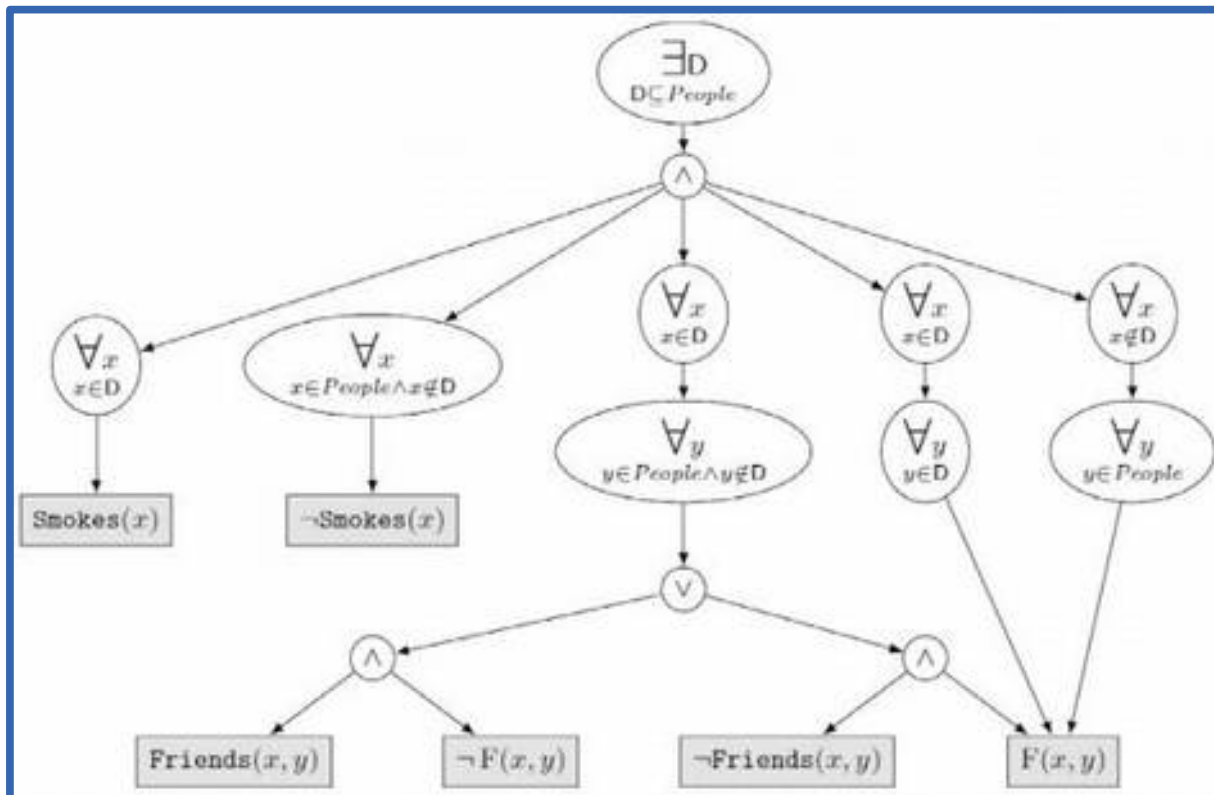 ∃D
D⊆People
∧
∀x
x∈D
∀x
x∈People∧x∉D
∀x
x∈D
∀x
x∈D
∀x
x∉D
∀y
y∈People∧y∉D
∀y
y∈D
∀y
y∈People
Smokes(x)
¬Smokes(x)
∨
∧
∧
Friends(x, y)
¬ F(x, y)
¬Friends(x, y)
F(x, y)